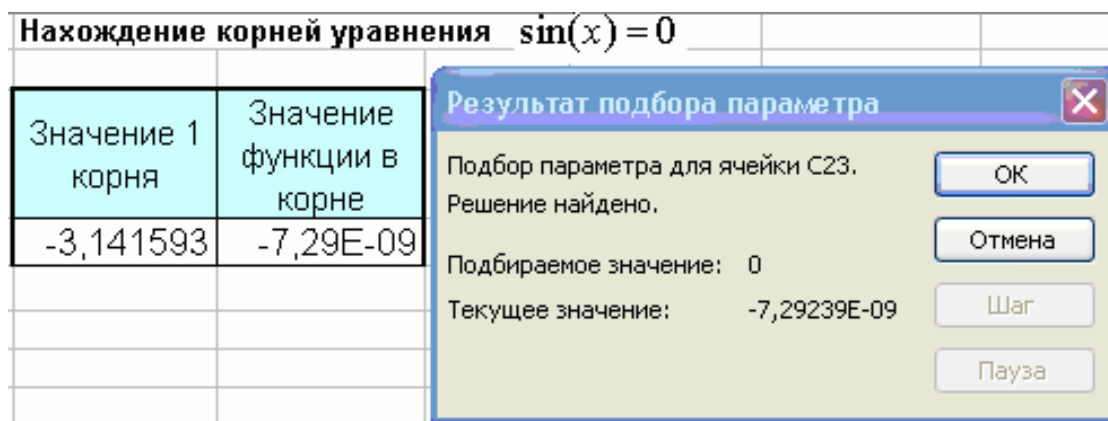 Нахождение корней уравнения sin(x) = 0
Значение 1
корня
Значение
функции в
корне
-3,141593
-7,29E-09
Результат подбора параметра
Подбор параметра для ячейки C23.
Решение найдено.
Подбираемое значение: 0
Текущее значение: -7,29239E-09
ОК
Отмена
Шаг
Пауза